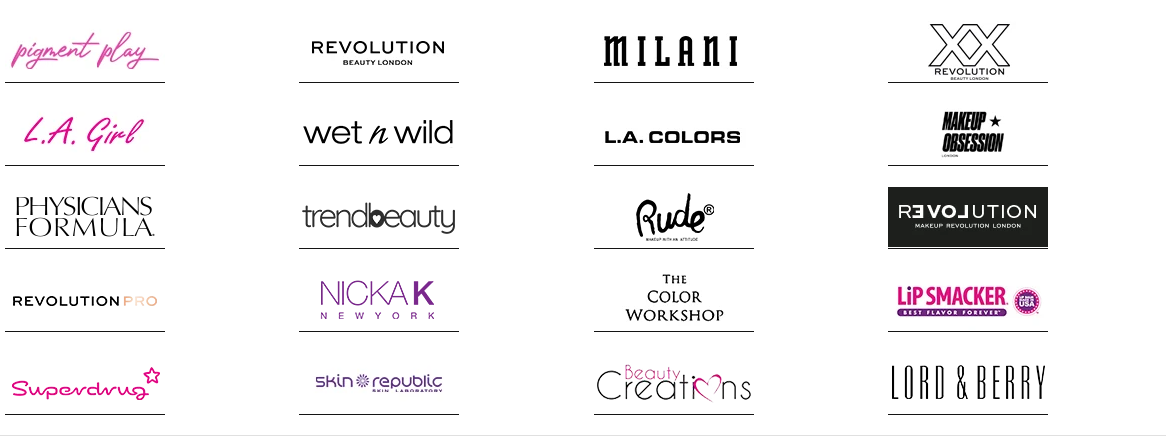 pigment play
REVOLUTION
BEAUTY LONDON
MILANI
XX
REVOLUTION
BEAUTY LONDON
L.A. Girl
wet n wild
L.A. COLORS
MAKEUP
OBSESSION
LONDON
PHYSICIANS
FORMULA.
trendbeauty
Rude®
MAKEUP WITH AN ATTITUDE
REVOLUTION
MAKEUP REVOLUTION LONDON
REVOLUTION PRO
NICKA K
NEW YORK
THE
COLOR
WORKSHOP
LiP SMACKER
BEST FLAVOR FOREVER
USA
Superdrug
skin republic
SKIN LABORATORY
Beauty
Creations
LORD & BERRY